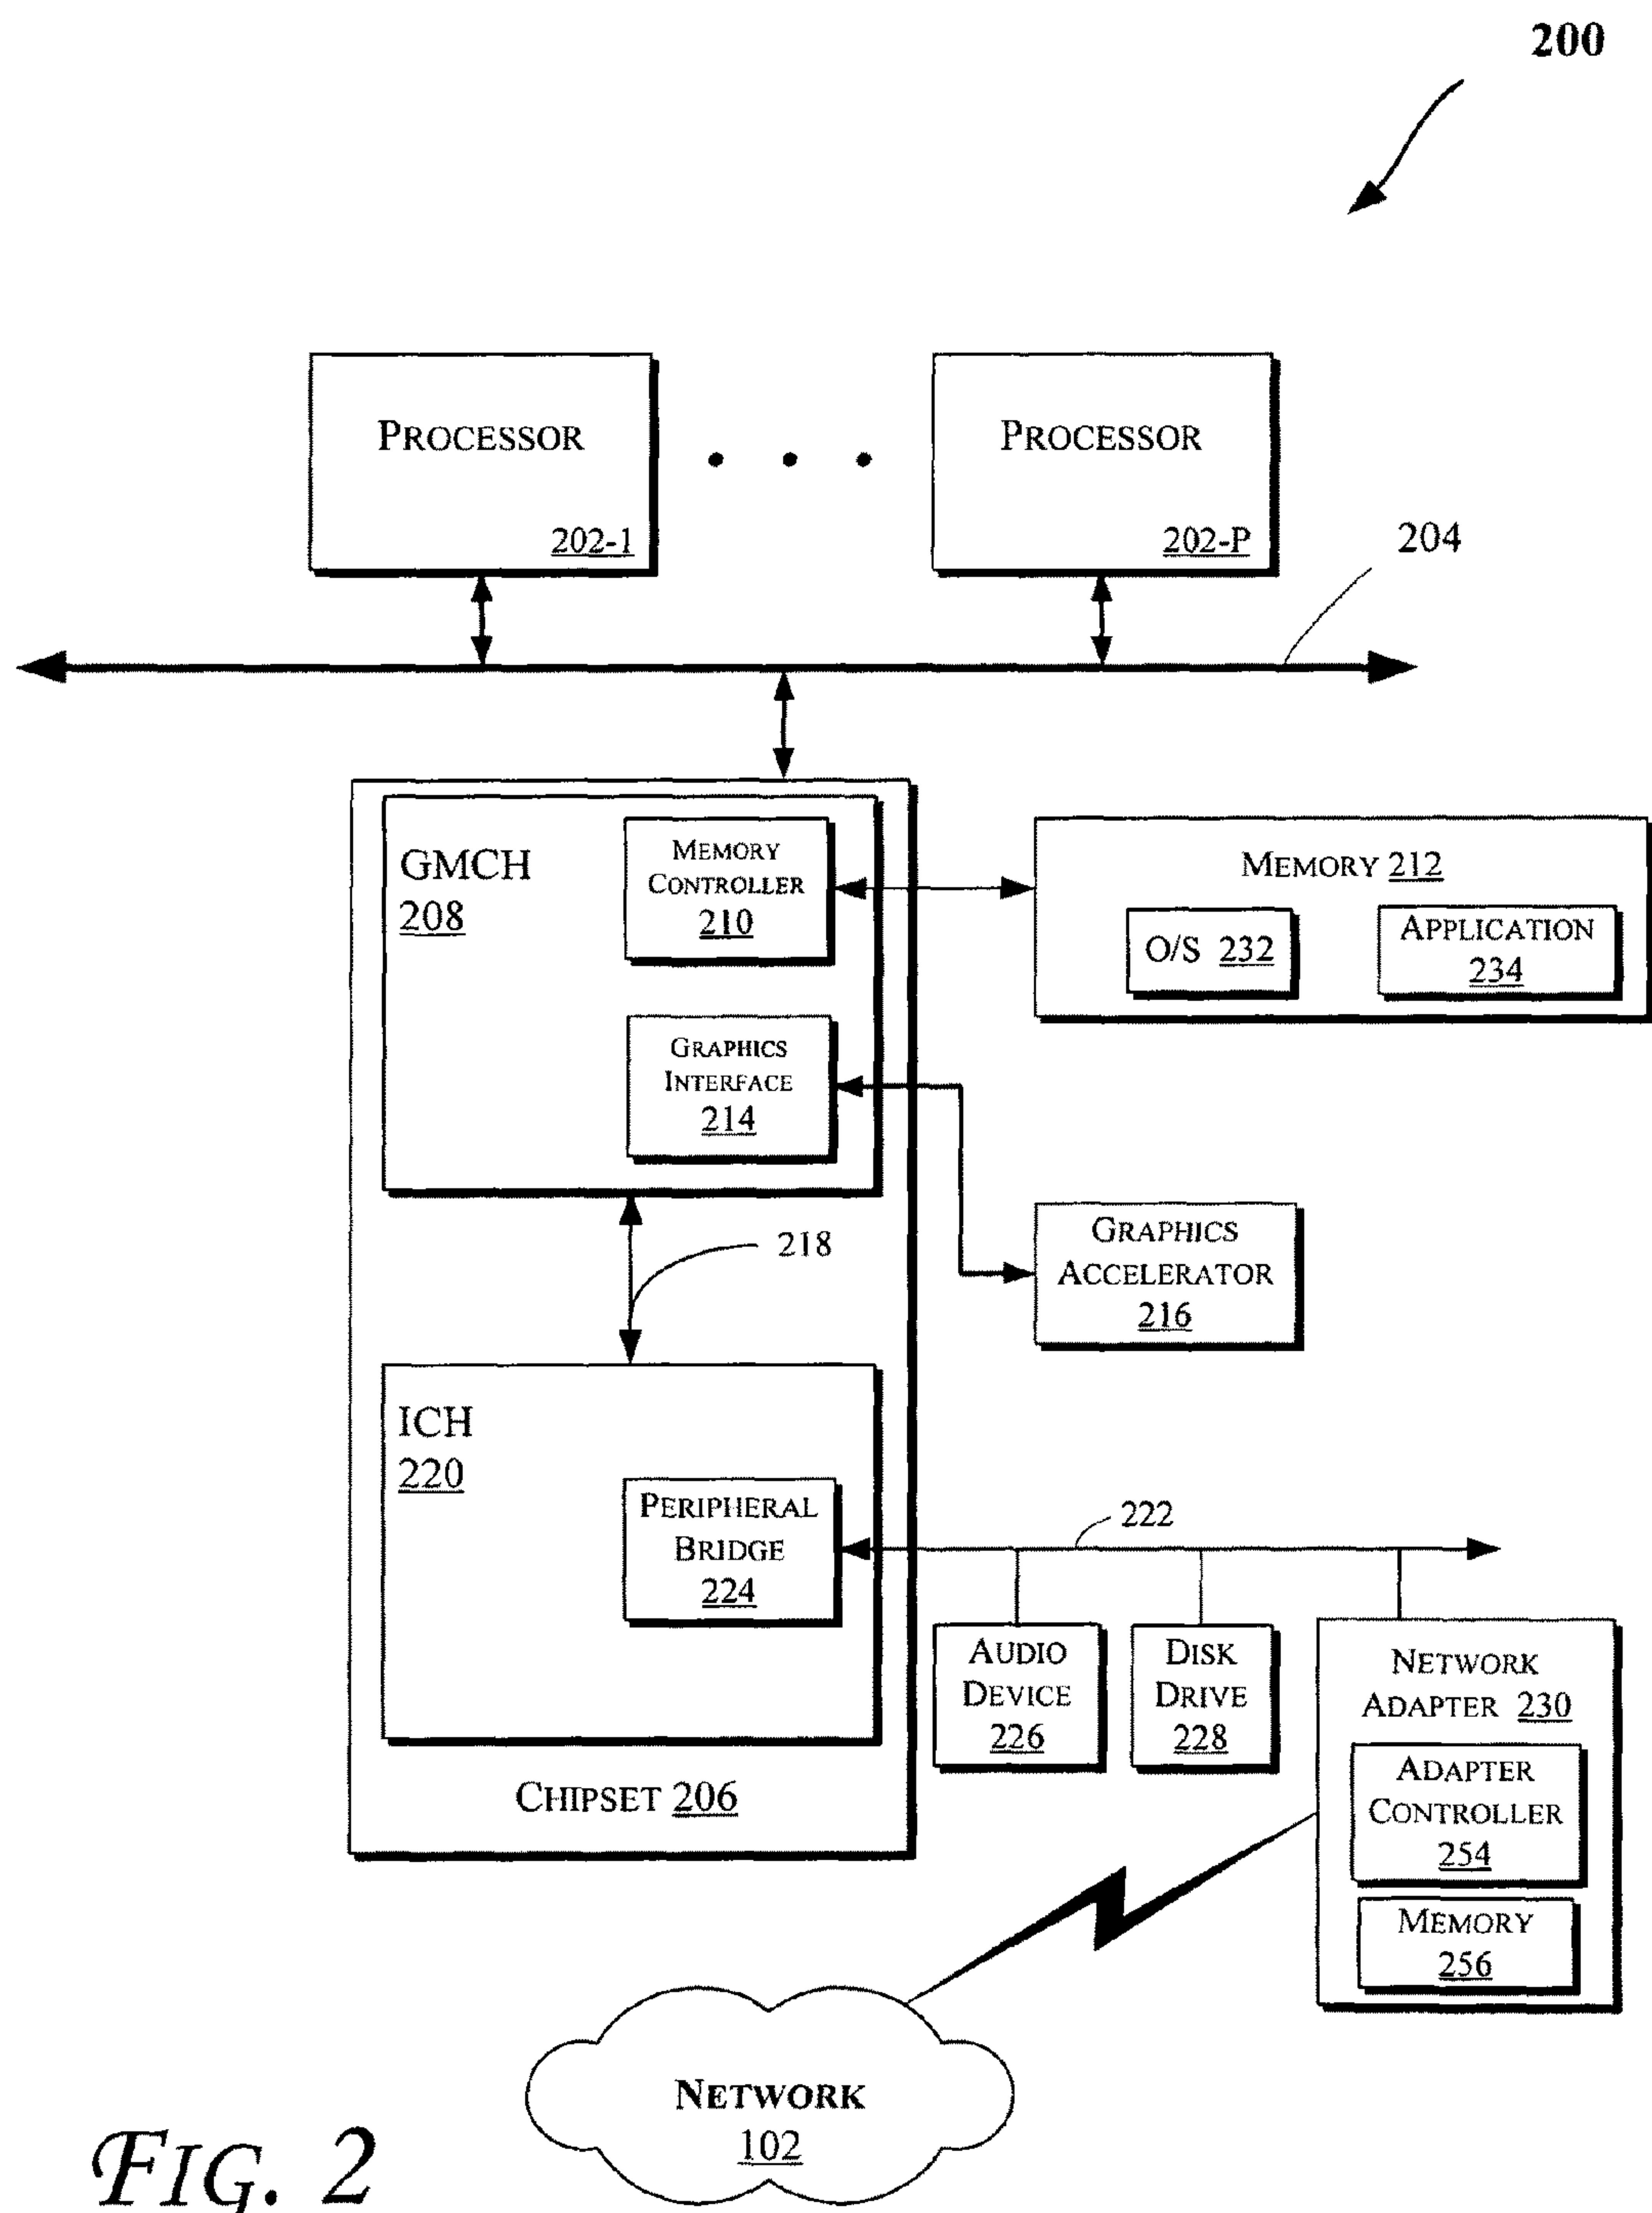 200
PROCESSOR
202-1
PROCESSOR
202-P
204
GMCH
208
MEMORY
CONTROLLER
210
MEMORY 212
O/S 232
APPLICATION
234
GRAPHICS
INTERFACE
214
218
GRAPHICS
ACCELERATOR
216
ICH
220
PERIPHERAL
BRIDGE
224
222
AUDIO
DEVICE
226
DISK
DRIVE
228
NETWORK
ADAPTER 230
ADAPTER
CONTROLLER
254
MEMORY
256
CHIPSET 206
NETWORK
102
FIG. 2